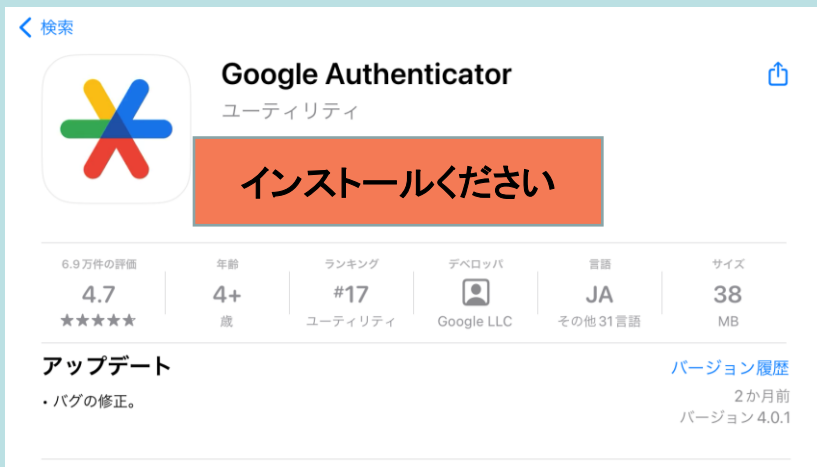 検索
Google Authenticator
ユーティリティ
インストールください
6.9万件の評価 年齢 ランキング デベロッパ 言語 サイズ
4.7 4+ #17 JA 38
★★★★★ 歳 ユーティリティ Google LLC その他 31言語 MB
アップデート バージョン履歴
• バグの修正。 2か月前
バージョン 4.0.1